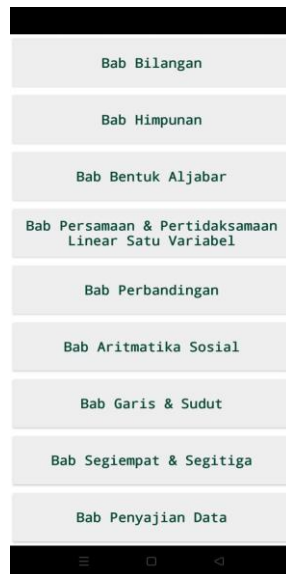 Bab Bilangan
Bab Himpunan
Bab Bentuk Aljabar
Bab Persamaan & Pertidaksamaan
Linear Satu Variabel
Bab Perbandingan
Bab Aritmatika Sosial
Bab Garis & Sudut
Bab Segiempat & Segitiga
Bab Penyajian Data